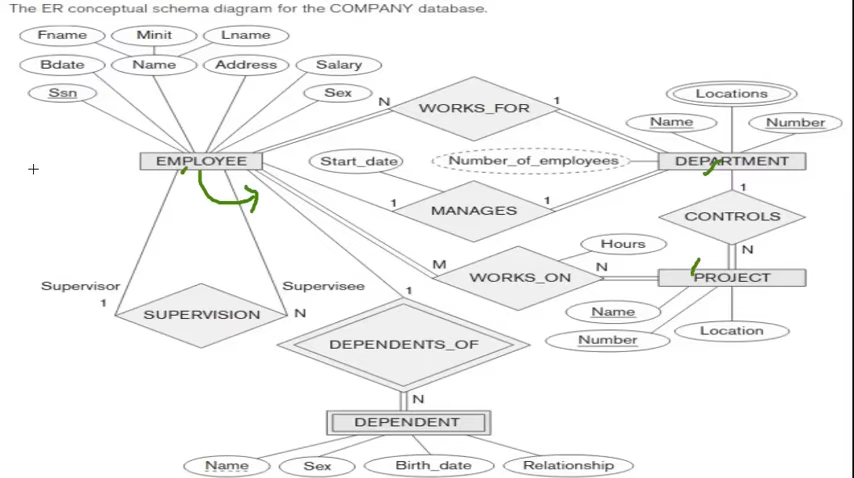 The ER conceptual schema diagram for the COMPANY database.
Fname Minit Lname
Bdate Name Address Salary
Ssn Sex
N WORKS_FOR 1
Locations
Name Number
EMPLOYEE Start_date Number_of_employees DEPARTMENT
1 MANAGES 1
1
CONTROLS
Hours
N
M WORKS_ON N PROJECT
Supervisor Supervisee
1 SUPERVISION N
1
Name
Number Location
DEPENDENTS_OF
N
DEPENDENT
Name Sex Birth_date Relationship